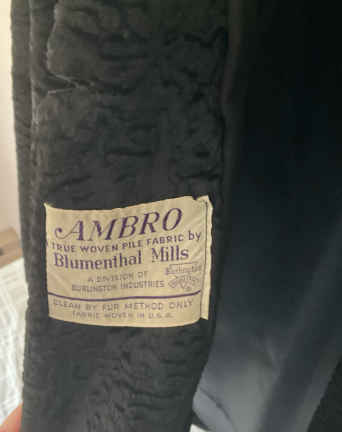 AMBRO
TRUE WOVEN PILE FABRIC by
Blumenthal Mills
A DIVISION OF
BURLINGTON INDUSTRIES
Burlington
CLEAN BY FUR METHOD ONLY
FABRIC WOVEN IN U.S.A.